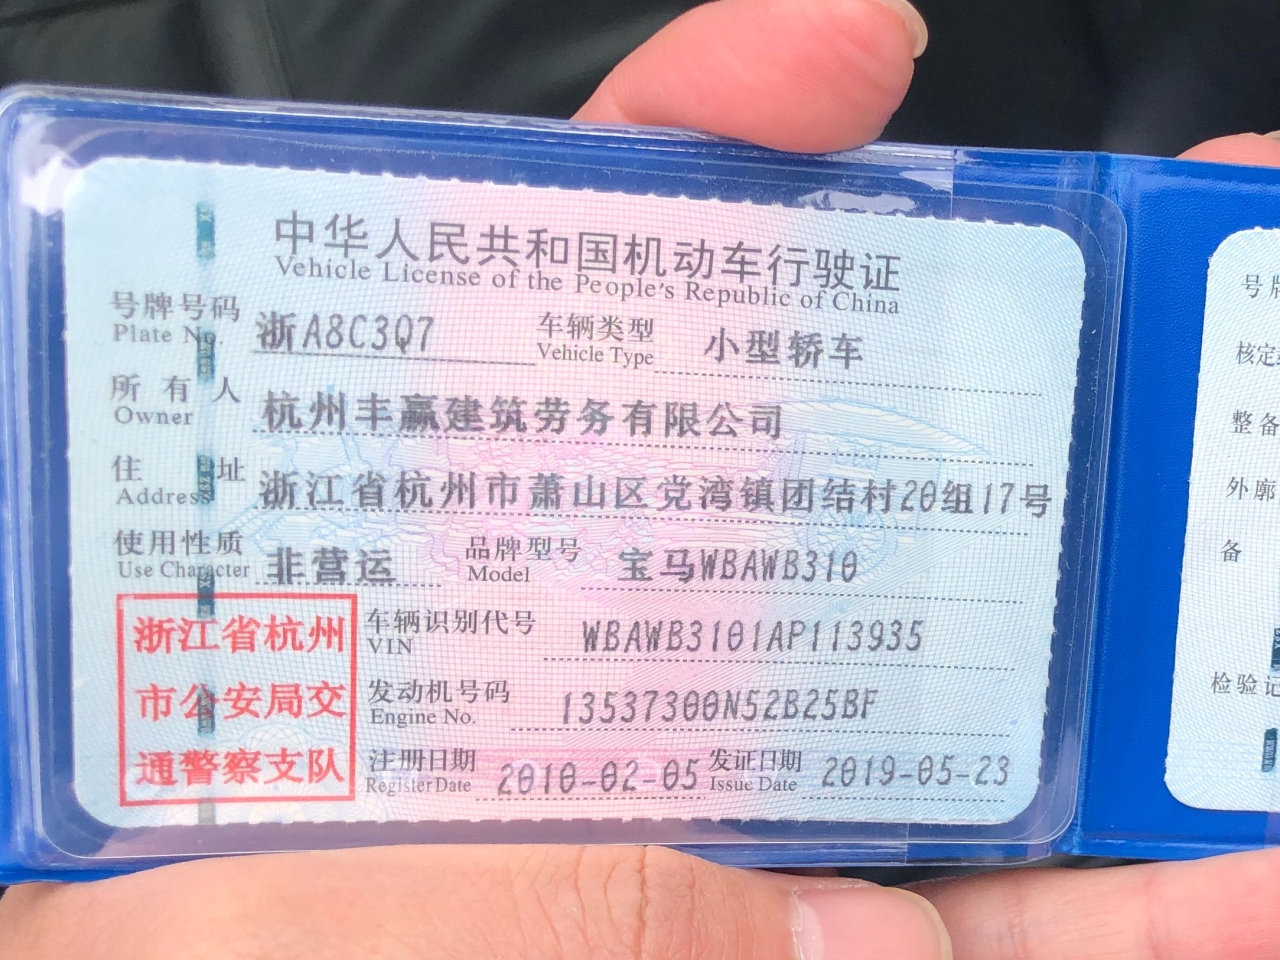 中华人民共和国机动车行驶证
Vehicle License of the People's Republic of China
号牌号码 浙A8C3Q7 车辆类型 小型轿车
Plate No. Vehicle Type
所有人 杭州丰赢建筑劳务有限公司
Owner
住址 浙江省杭州市萧山区党湾镇团结村20组17号
Address
使用性质 非营运 品牌型号 宝马WBAWB310
Use Character Model
浙江省杭州
市公安局交
通警察支队
车辆识别代号 WBAWB3101AP113935
VIN
发动机号码 13537300N52B25BF
Engine No.
注册日期 2010-02-05 发证日期 2019-05-23
Register Date Issue Date
号牌
核定
整备
外廓
备
检验记